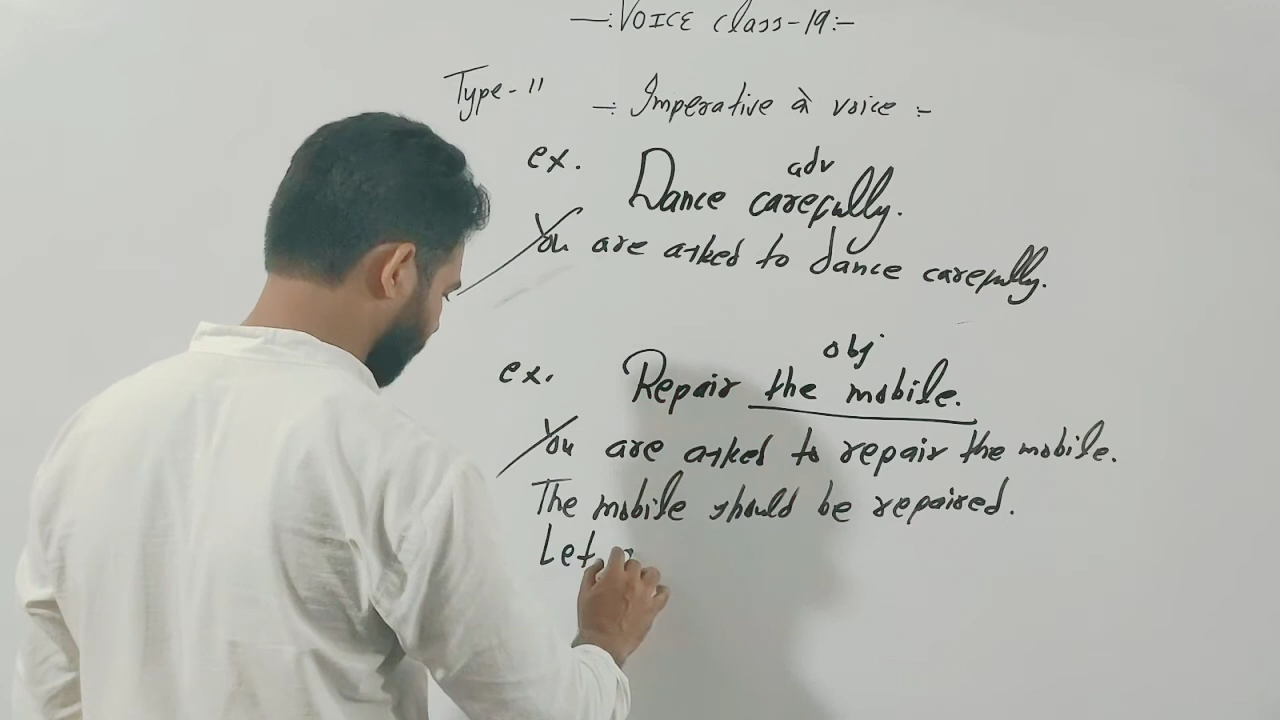 —:VOICE class-19:—
Type-11 —: Imperative à voice :-
adv
ex. Dance carefully.
You are asked to dance carefully.
obj
ex. Repair the mobile.
You are asked to repair the mobile.
The mobile should be repaired.
Let